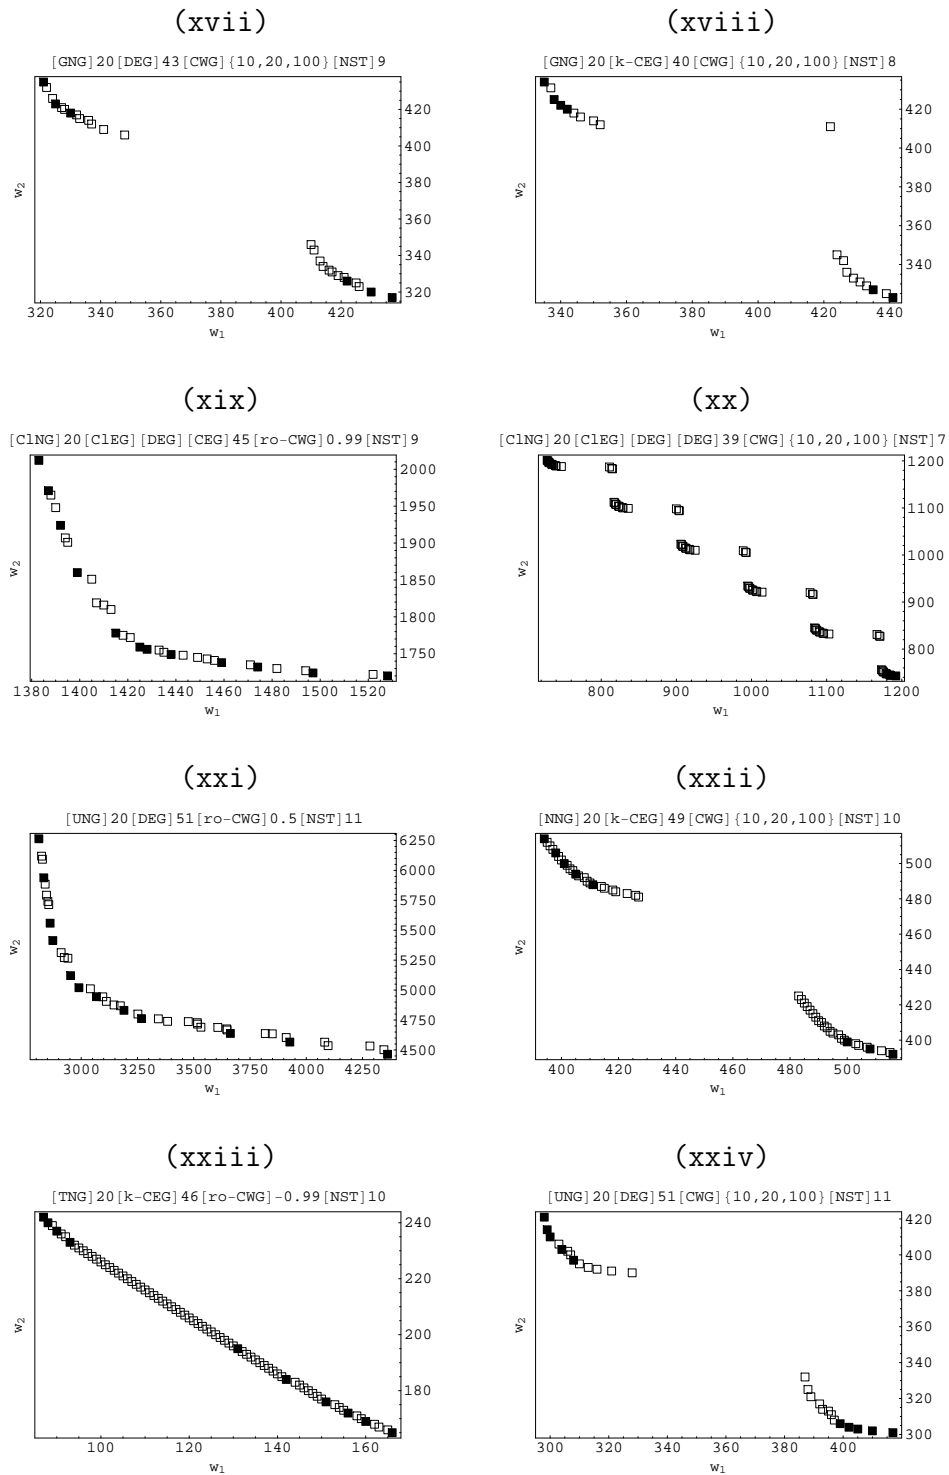 (xvii)
[GNG]20[DEG]43[CWG]{10,20,100}[NST]9
420
400
380
360
340
320
w2
320 340 360 380 400 420
w1
(xviii)
[GNG]20[k-CEG]40[CWG]{10,20,100}[NST]8
420
400
380
360
340
w2
340 360 380 400 420 440
w1
(xix)
[ClNG]20[ClEG][DEG][CEG]45[ro-CWG]0.99[NST]9
2000
1950
1900
1850
1800
1750
w2
1380 1400 1420 1440 1460 1480 1500 1520
w1
(xx)
[ClNG]20[ClEG][DEG][DEG]39[CWG]{10,20,100}[NST]7
1200
1100
1000
900
800
w2
800 900 1000 1100 1200
w1
(xxi)
[UNG]20[DEG]51[ro-CWG]0.5[NST]11
6250
6000
5750
5500
5250
5000
4750
4500
w2
3000 3250 3500 3750 4000 4250
w1
(xxii)
[NNG]20[k-CEG]49[CWG]{10,20,100}[NST]10
500
480
460
440
420
400
w2
400 420 440 460 480 500
w1
(xxiii)
[TNG]20[k-CEG]46[ro-CWG]-0.99[NST]10
240
220
200
180
w2
100 120 140 160
w1
(xxiv)
[UNG]20[DEG]51[CWG]{10,20,100}[NST]11
420
400
380
360
340
320
300
w2
300 320 340 360 380 400
w1